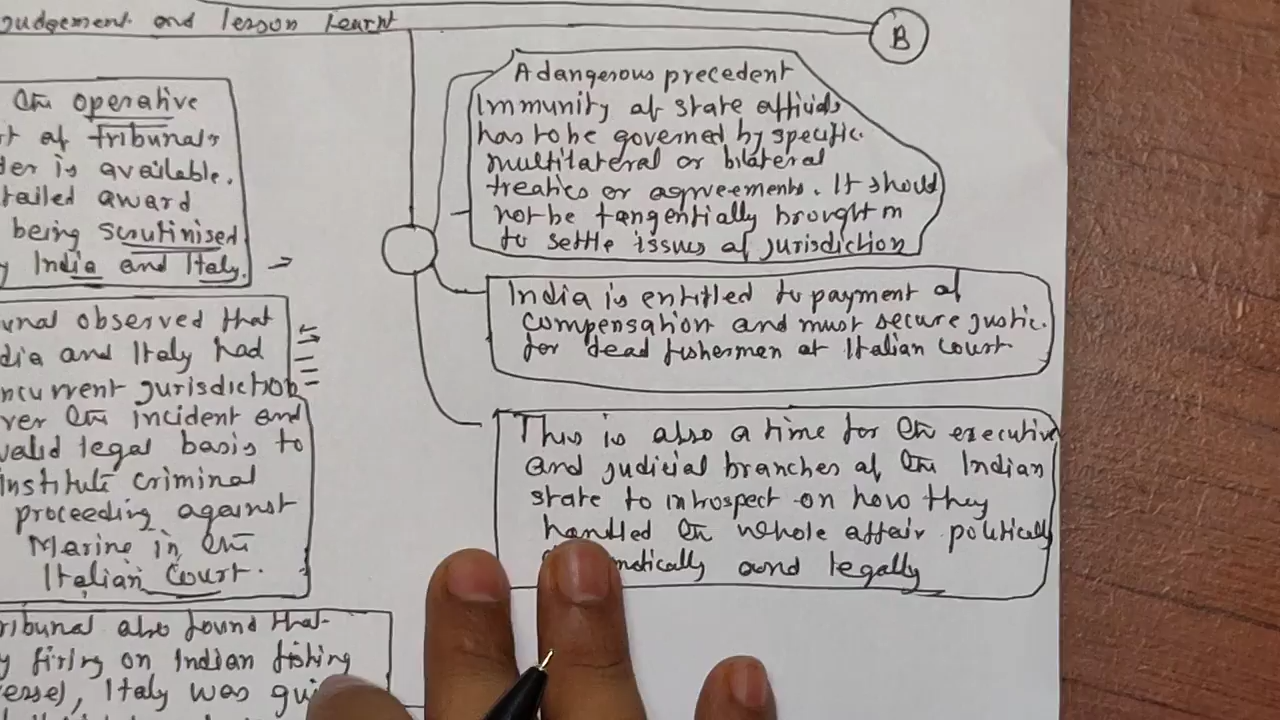 judgement and lesson learnt
B
the operative
of Tribunal's
is available.
award
being scrutinised
India and Italy.
observed that
and Italy had
jurisdiction
the incident and
valid legal basis to
institute criminal
proceeding against
Marine in the
Italian Court.
also found that
firing on Indian fishing
Italy was
A dangerous precedent
Immunity of state officials
has to be governed by specific
multilateral or bilateral
treaties or agreements. It should
not be tangentially brought in
to settle issues of jurisdiction
India is entitled to payment of
compensation and must secure justic.
for dead fishermen at Italian Court
This is also a time for the executive
and judicial branches of the Indian
state to introspect on how they
handled the whole affair politically
and legally